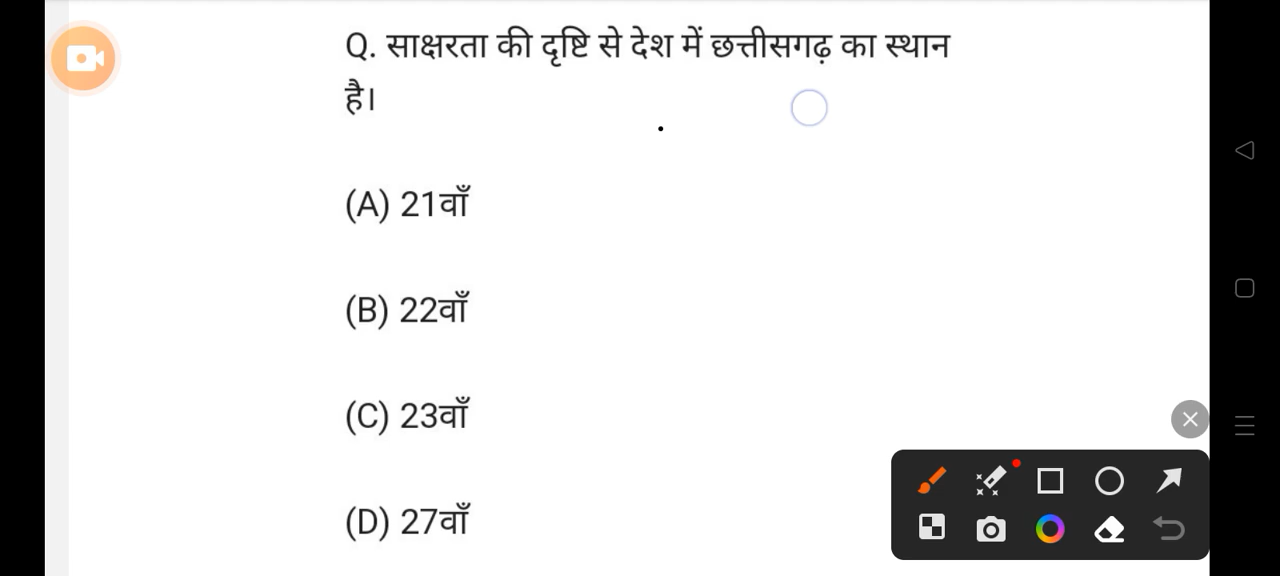 Q. साक्षरता की दृष्टि से देश में छत्तीसगढ़ का स्थान
है।
(A) 21वाँ
(B) 22वाँ
(C) 23वाँ
(D) 27वाँ